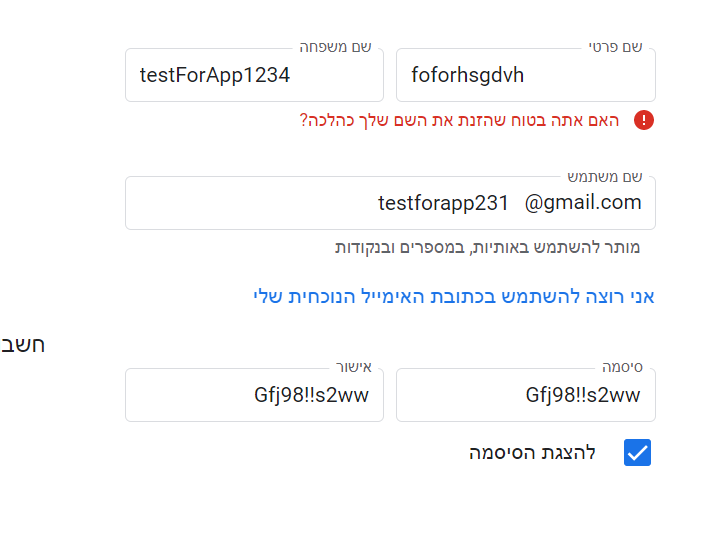 שם פרטי שם משפחה
foforhsgdvh testForApp1234
האם אתה בטוח שהזנת את השם שלך כהלכה?
שם משתמש
testforapp231 @gmail.com
מותר להשתמש באותיות, במספרים ובנקודות
אני רוצה להשתמש בכתובת האימייל הנוכחית שלי
חשב
סיסמה אישור
Gfj98!!s2ww Gfj98!!s2ww
להצגת הסיסמה